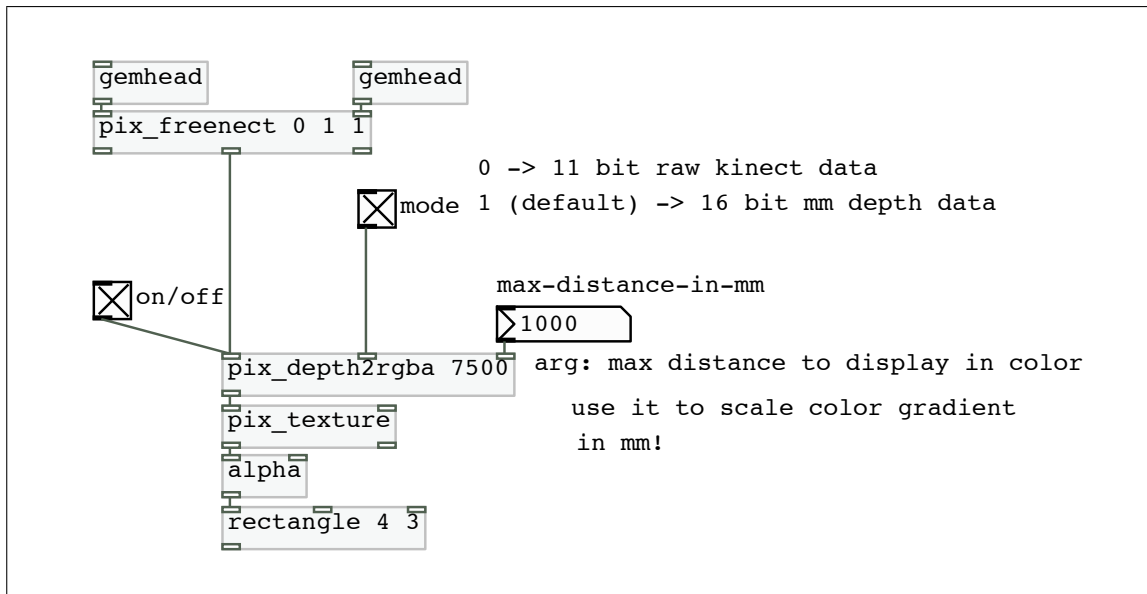 gemhead
gemhead
pix_freenect 0 1 1
0 -> 11 bit raw kinect data
mode
1 (default) -> 16 bit mm depth data
max-distance-in-mm
on/off
1000
pix_depth2rgba 7500
arg: max distance to display in color
use it to scale color gradient
in mm!
pix_texture
alpha
rectangle 4 3